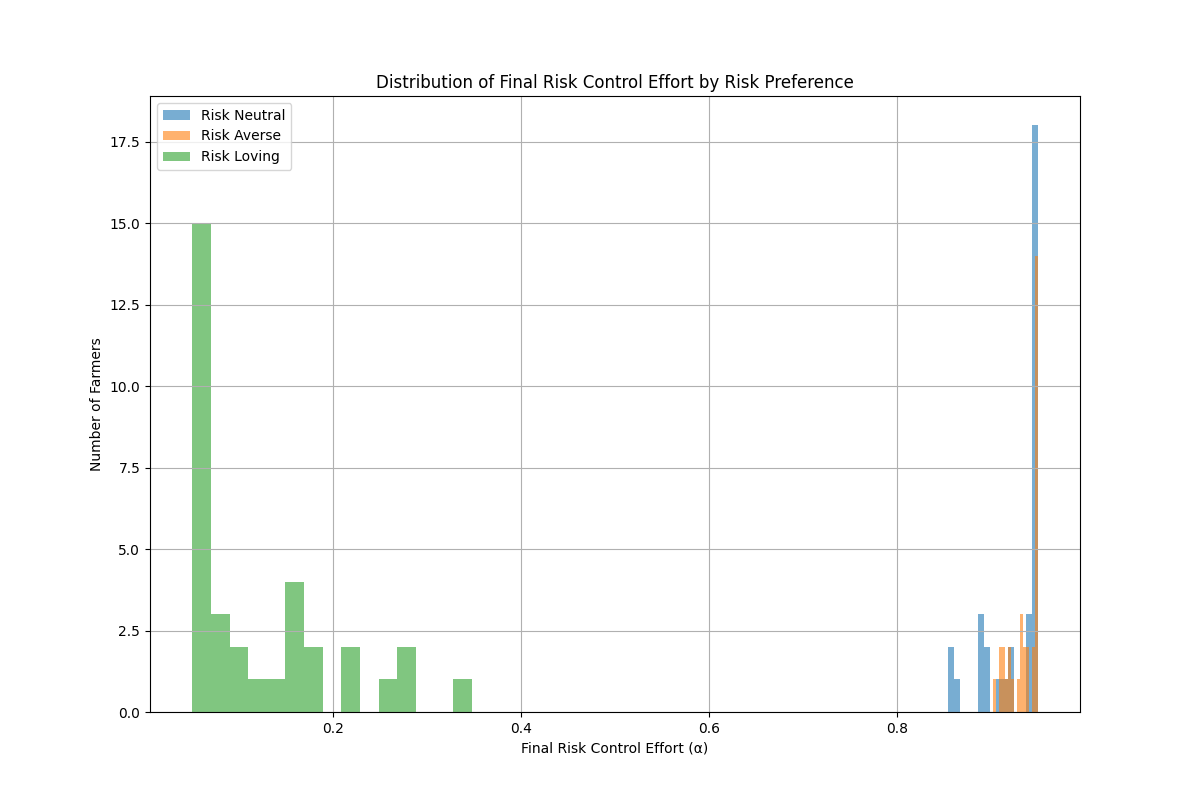 Distribution of Final Risk Control Effort by Risk Preference
Risk Neutral
Risk Averse
Risk Loving
17.5
15.0
12.5
10.0
7.5
5.0
2.5
0.0
Number of Farmers
0.2
0.4
0.6
0.8
Final Risk Control Effort (α)